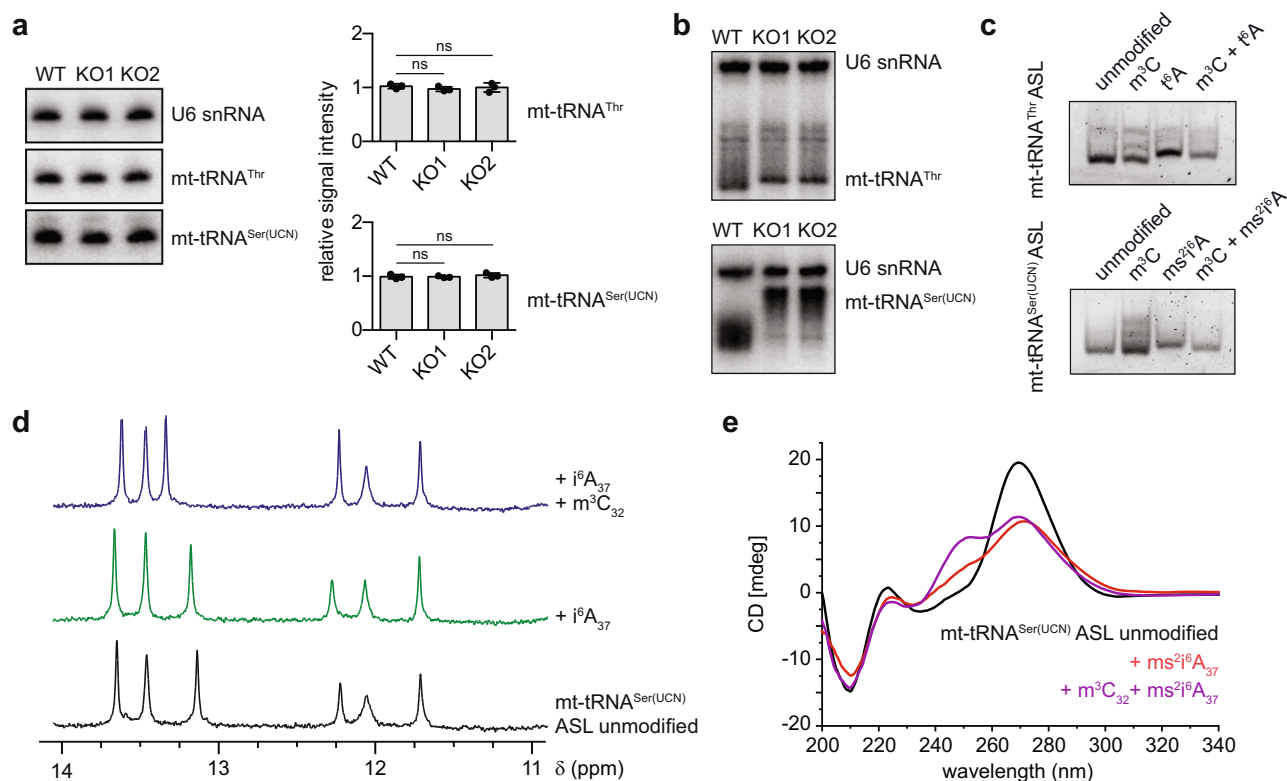 a
WT KO1 KO2
U6 snRNA
mt-tRNAᵀʰʳ
mt-tRNAˢᵉʳ⁽ᵁᶜᴺ⁾
relative signal intensity
2
1
0
ns
ns
WT
KO1
KO2
mt-tRNAᵀʰʳ
2
1
0
ns
ns
WT
KO1
KO2
mt-tRNAˢᵉʳ⁽ᵁᶜᴺ⁾
b
WT KO1 KO2
U6 snRNA
mt-tRNAᵀʰʳ
WT KO1 KO2
U6 snRNA
mt-tRNAˢᵉʳ⁽ᵁᶜᴺ⁾
c
mt-tRNAᵀʰʳ ASL
unmodified
m³C
t⁶A
m³C + t⁶A
mt-tRNAˢᵉʳ⁽ᵁᶜᴺ⁾ ASL
unmodified
m³C
ms²i⁶A
m³C + ms²i⁶A
d
+ i⁶A₃₇
+ m³C₃₂
+ i⁶A₃₇
mt-tRNAˢᵉʳ⁽ᵁᶜᴺ⁾
ASL unmodified
14 13 12 11
δ (ppm)
e
CD [mdeg]
20
10
0
-10
-20
mt-tRNAˢᵉʳ⁽ᵁᶜᴺ⁾ ASL unmodified
+ ms²i⁶A₃₇
+ m³C₃₂+ ms²i⁶A₃₇
200 220 240 260 280 300 320 340
wavelength (nm)